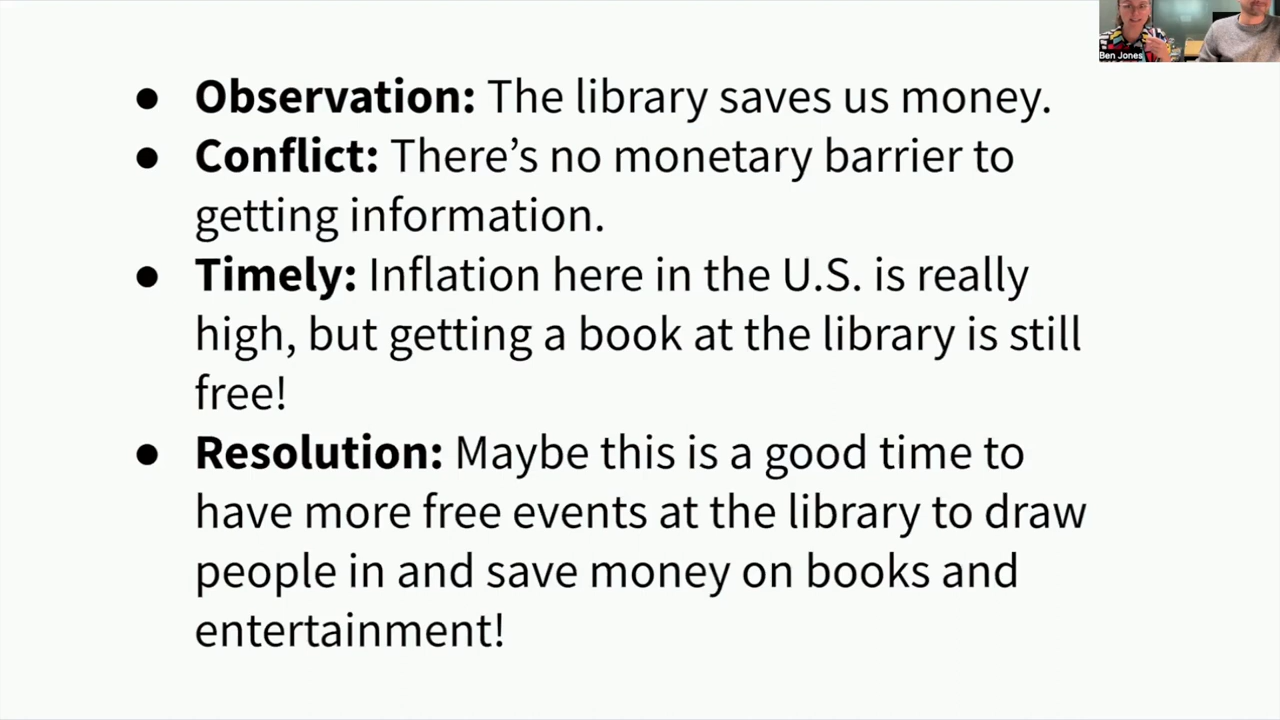 Ben Jones
● Observation: The library saves us money.
● Conflict: There’s no monetary barrier to
getting information.
● Timely: Inflation here in the U.S. is really
high, but getting a book at the library is still
free!
● Resolution: Maybe this is a good time to
have more free events at the library to draw
people in and save money on books and
entertainment!